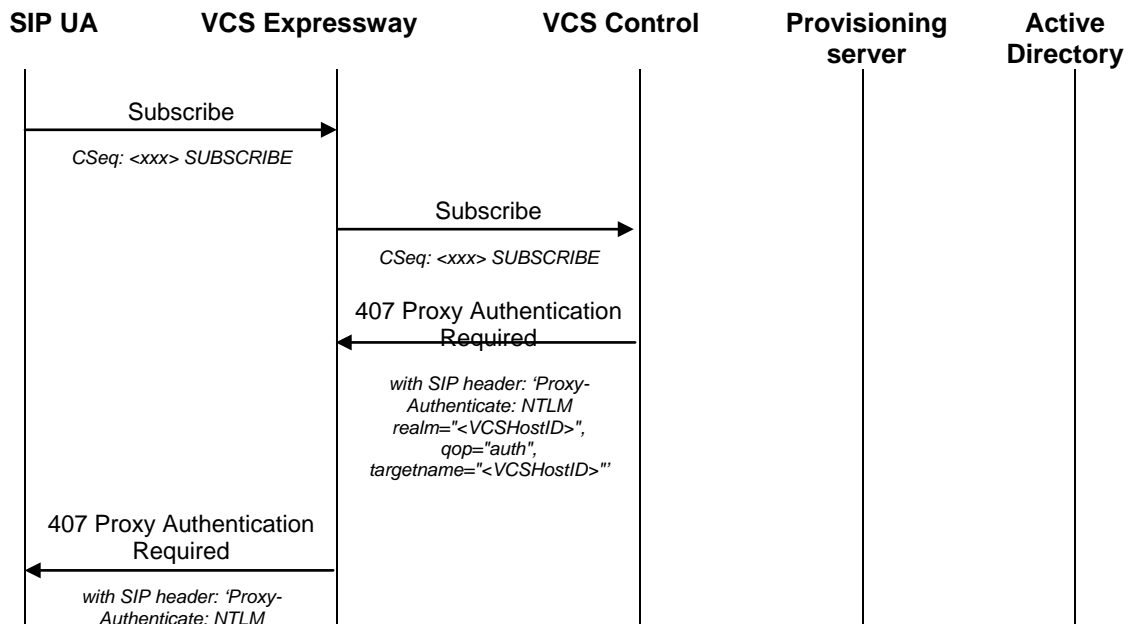 SIP UA VCS Expressway VCS Control Provisioning server Active Directory
Subscribe
CSeq: <xxx> SUBSCRIBE
Subscribe
CSeq: <xxx> SUBSCRIBE
407 Proxy Authentication
Required
with SIP header: ‘Proxy-
Authenticate: NTLM
realm="<VCSHostID>",
qop="auth",
targetname="<VCSHostID>"’
407 Proxy Authentication
Required
with SIP header: ‘Proxy-
Authenticate: NTLM